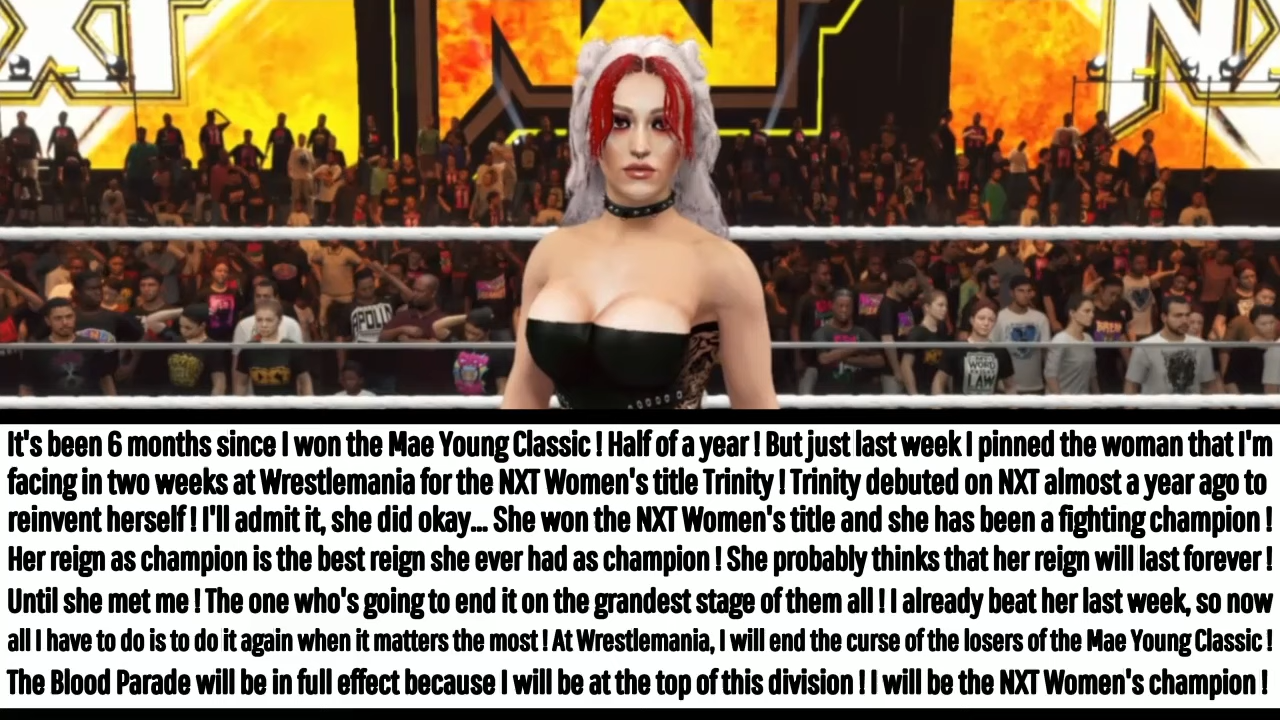 NXT
APOLLO
DREW
WORD
LAW
It's been 6 months since I won the Mae Young Classic ! Half of a year ! But just last week I pinned the woman that I'm
facing in two weeks at Wrestlemania for the NXT Women's title Trinity ! Trinity debuted on NXT almost a year ago to
reinvent herself ! I'll admit it, she did okay... She won the NXT Women's title and she has been a fighting champion !
Her reign as champion is the best reign she ever had as champion ! She probably thinks that her reign will last forever !
Until she met me ! The one who's going to end it on the grandest stage of them all ! I already beat her last week, so now
all I have to do is to do it again when it matters the most ! At Wrestlemania, I will end the curse of the losers of the Mae Young Classic !
The Blood Parade will be in full effect because I will be at the top of this division ! I will be the NXT Women's champion !